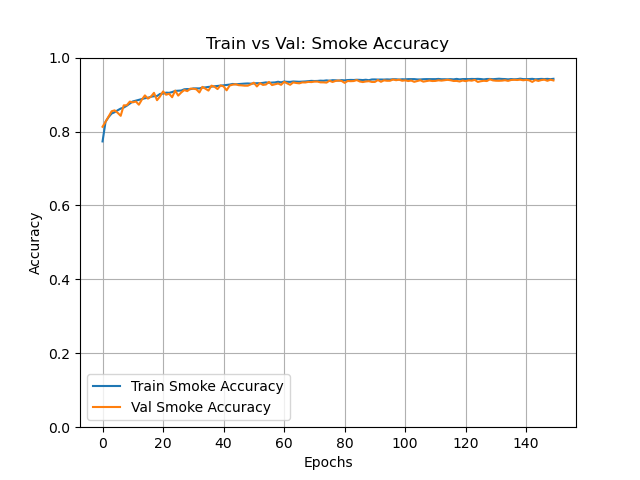 Train vs Val: Smoke Accuracy
1.0
0.8
0.6
0.4
0.2
0.0
Accuracy
Train Smoke Accuracy
Val Smoke Accuracy
0 20 40 60 80 100 120 140
Epochs